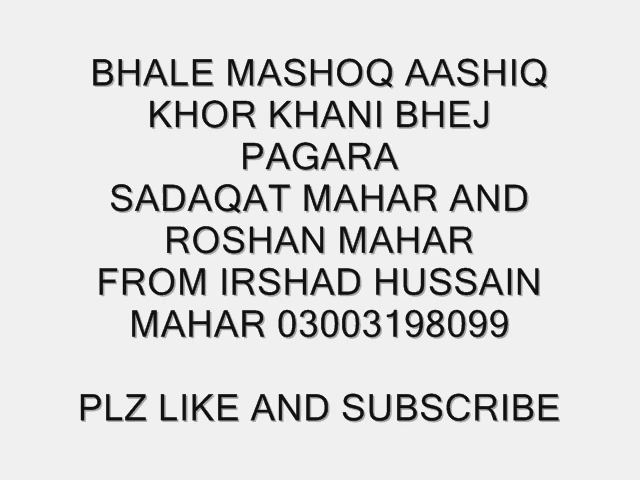 BHALE MASHOQ AASHIQ
KHOR KHANI BHEJ
PAGARA
SADAQAT MAHAR AND
ROSHAN MAHAR
FROM IRSHAD HUSSAIN
MAHAR 03003198099
PLZ LIKE AND SUBSCRIBE